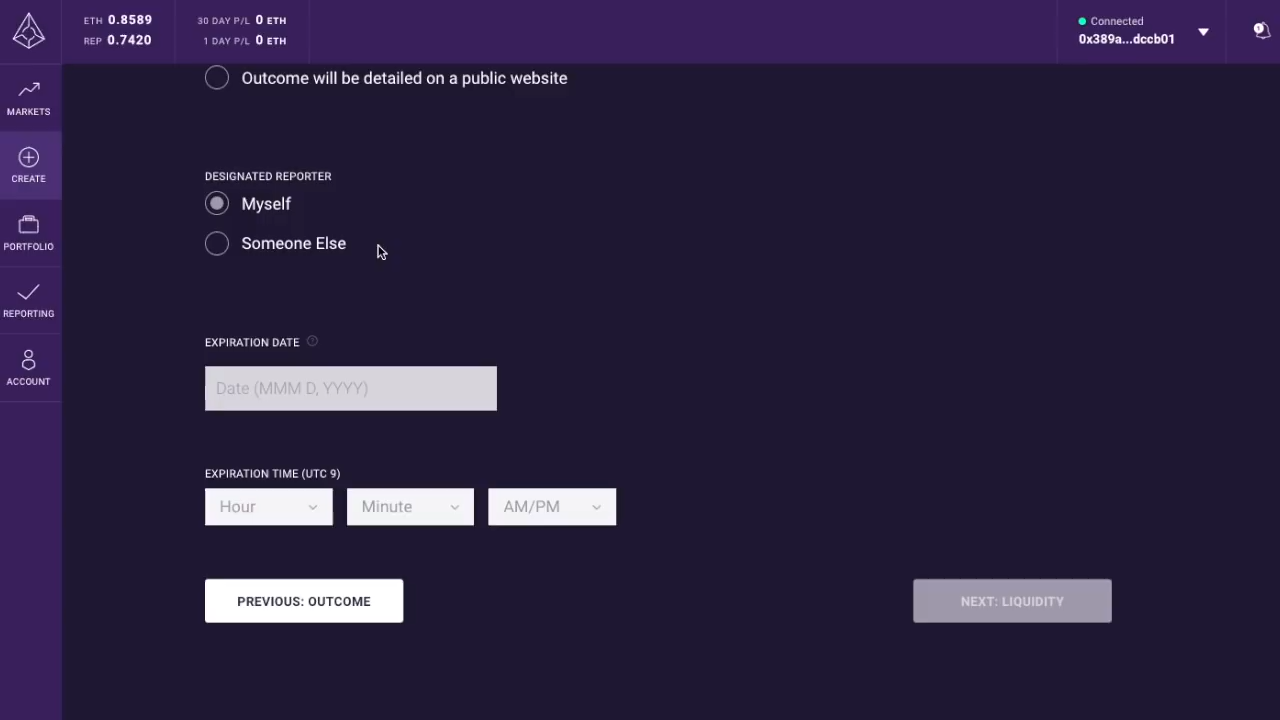 ETH 0.8589
REP 0.7420
30 DAY P/L 0 ETH
1 DAY P/L 0 ETH
Connected
0x389a...dccb01
1
MARKETS
CREATE
PORTFOLIO
REPORTING
ACCOUNT
Outcome will be detailed on a public website
DESIGNATED REPORTER
Myself
Someone Else
EXPIRATION DATE ?
Date (MMM D, YYYY)
EXPIRATION TIME (UTC 9)
Hour Minute AM/PM
PREVIOUS: OUTCOME NEXT: LIQUIDITY